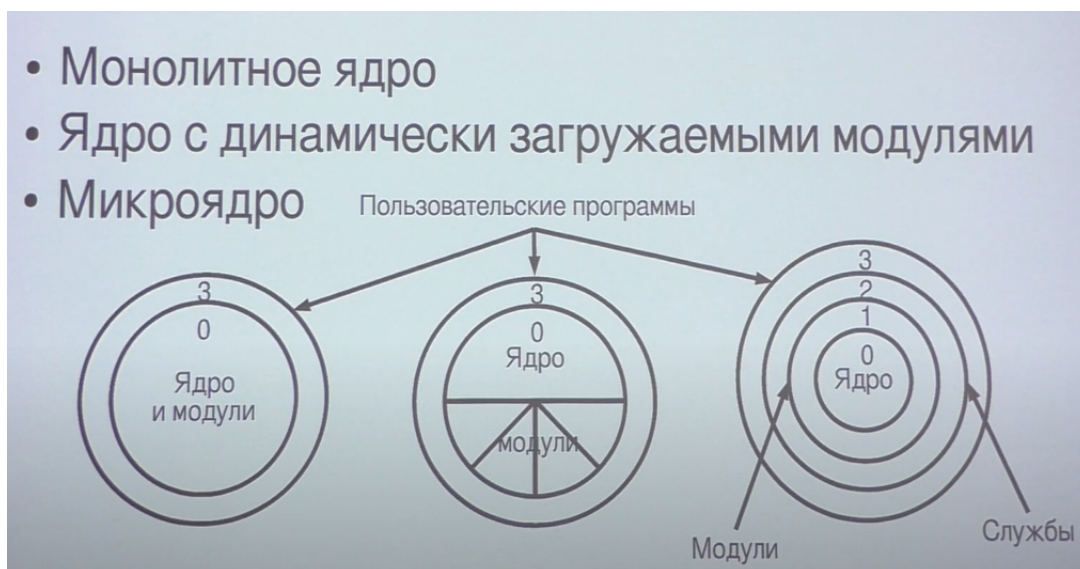 • Монолитное ядро
• Ядро с динамически загружаемыми модулями
• Микроядро
Пользовательские программы
3
0
Ядро
и модули
3
0
Ядро
модули
3
2
1
0
Ядро
Модули
Службы